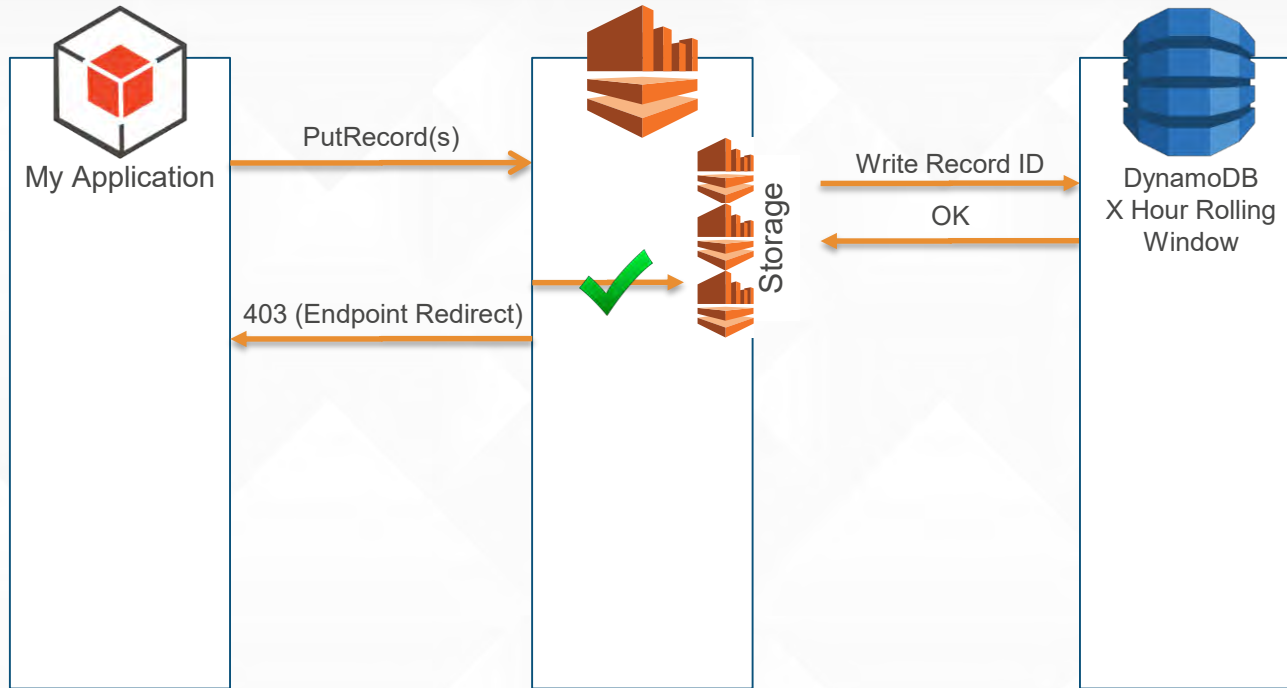 My Application
PutRecord(s)
403 (Endpoint Redirect)
Storage
Write Record ID
OK
DynamoDB
X Hour Rolling
Window